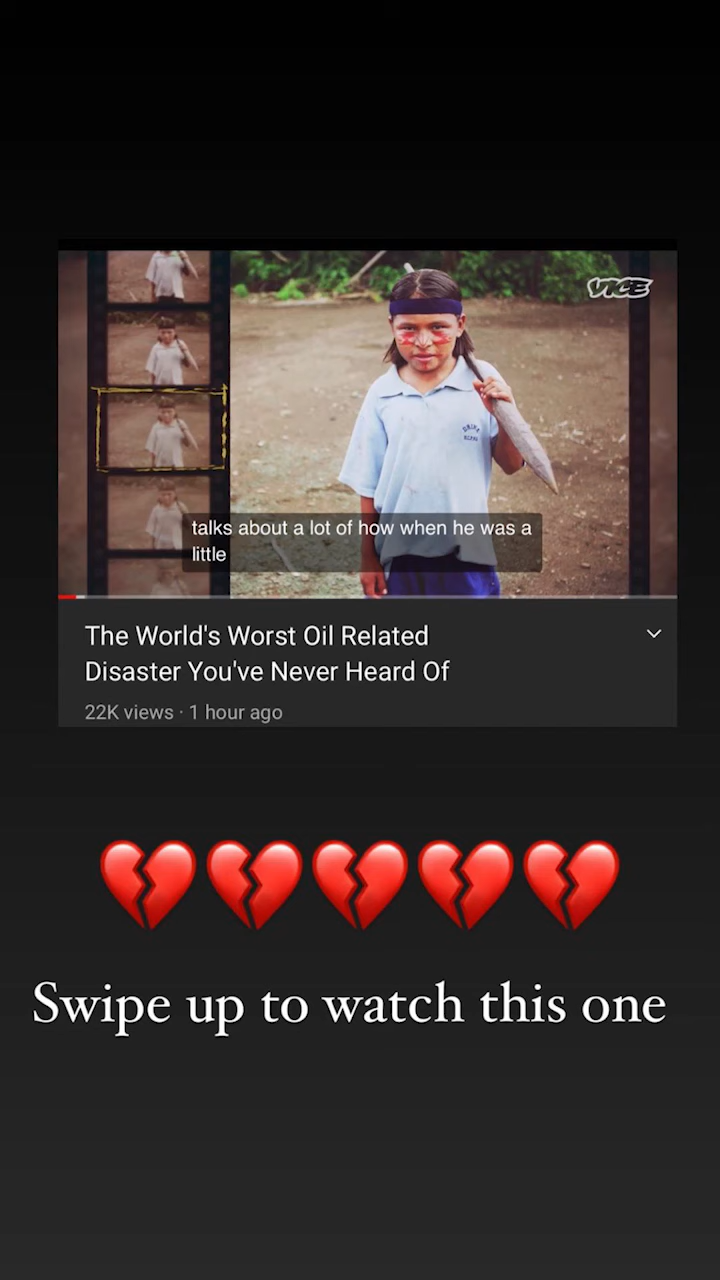 VICE
talks about a lot of how when he was a
little
The World's Worst Oil Related
Disaster You've Never Heard Of
22K views · 1 hour ago
Swipe up to watch this one